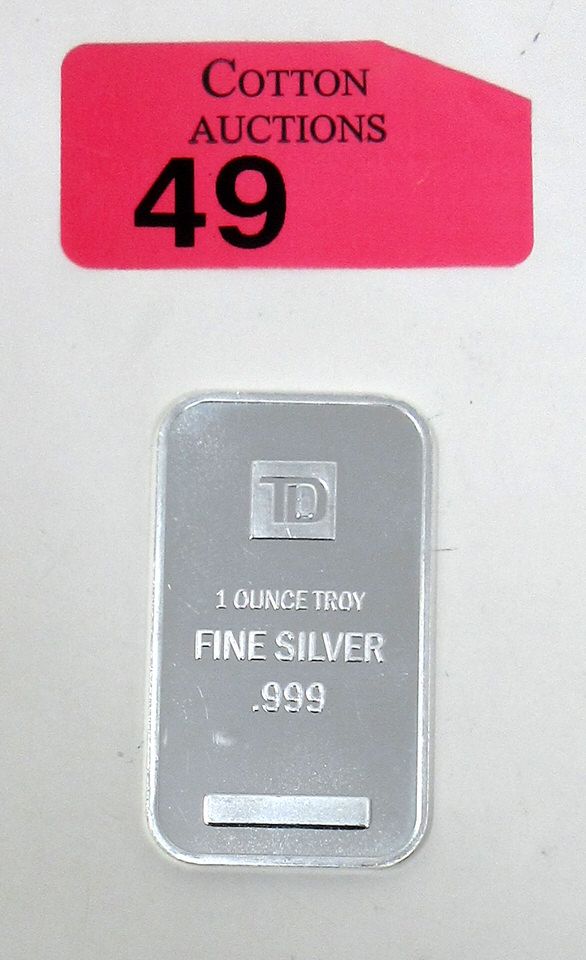 COTTON
AUCTIONS
49
TD
1 OUNCE TROY
FINE SILVER
.999